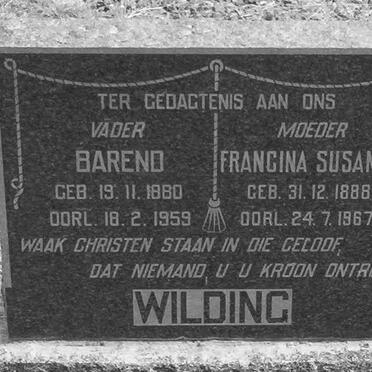 TER GEDAGTENIS AAN ONS
VADER MOEDER
BAREND FRANCINA SUSAN
GEB. 19.11.1880 GEB. 31.12.1888
OORL. 18.2.1959 OORL. 24.7.1967
WAAK CHRISTEN STAAN IN DIE GELOOF,
DAT NIEMAND, U U KROON ONTR
WILDING